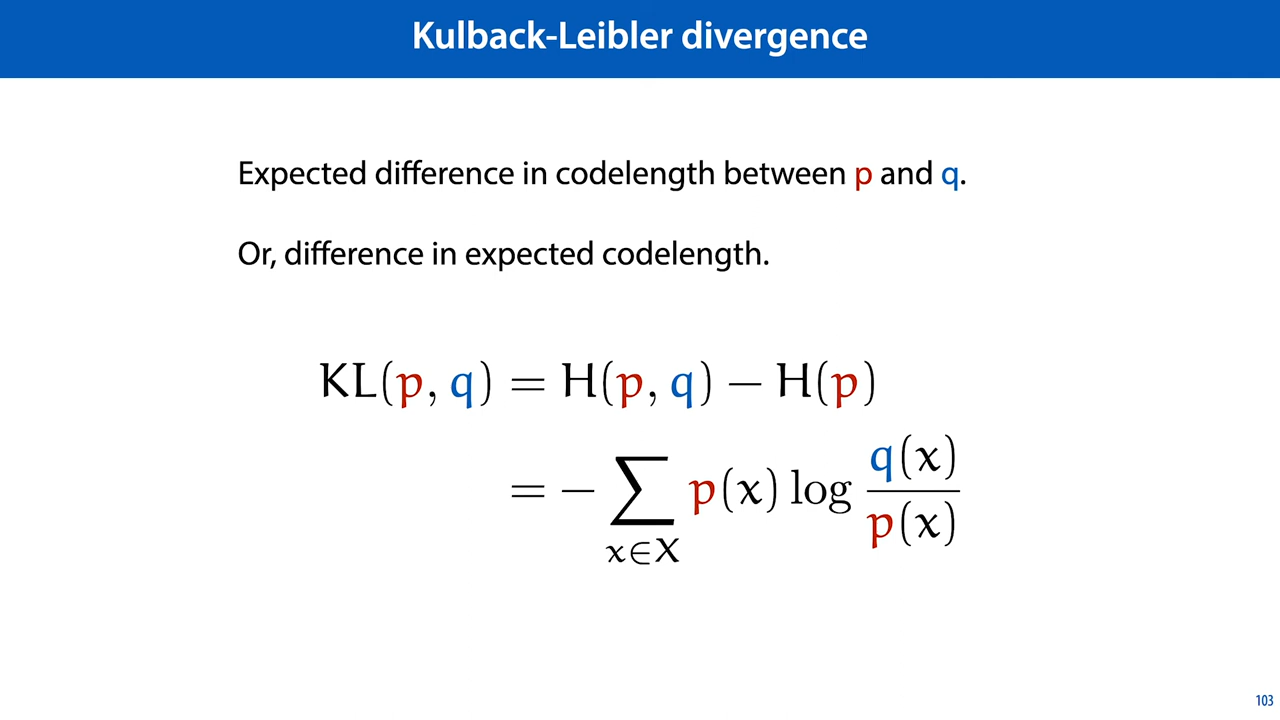 Kulback-Leibler divergence
Expected difference in codelength between p and q.
Or, difference in expected codelength.
KL(p, q) = H(p, q) − H(p)
= − ∑ x∈X p(x) log q(x)/p(x)
103